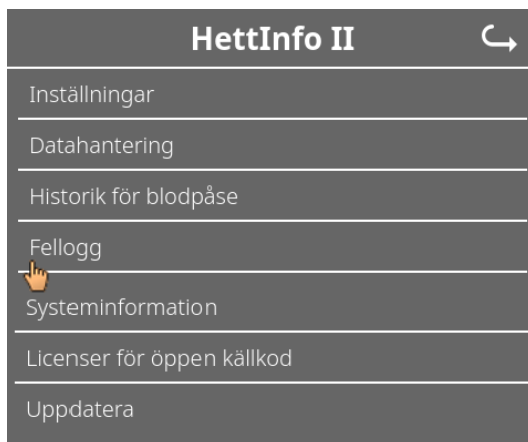 HettInfo II
Inställningar
Datahantering
Historik för blodpåse
Fellogg
Systeminformation
Licenser för öppen källkod
Uppdatera